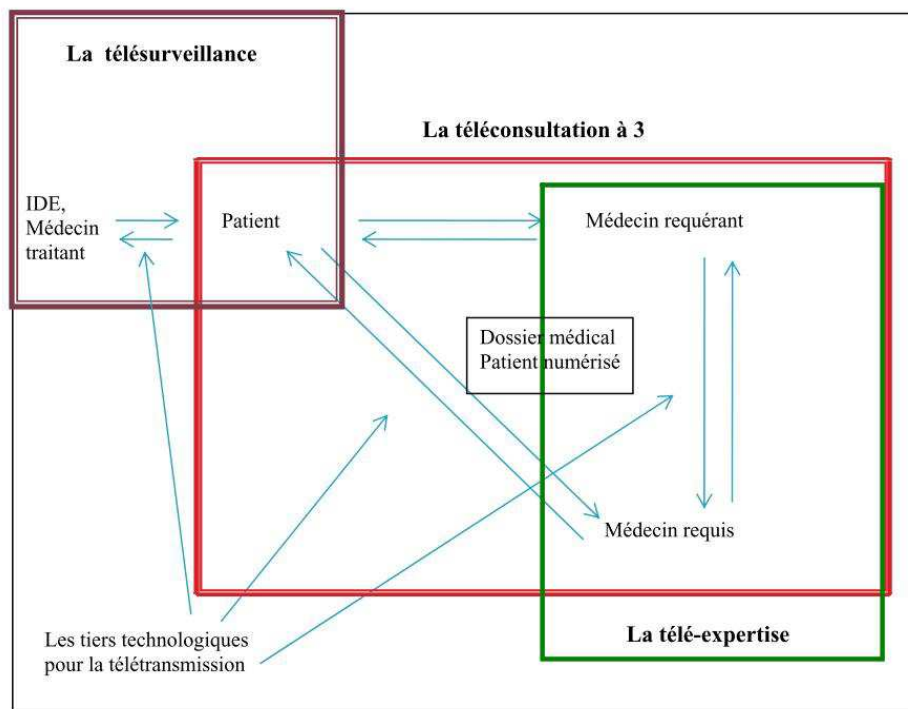 La télésurveillance
La téléconsultation à 3
IDE,
Médecin
traitant
Patient
Médecin requérant
Dossier médical
Patient numérisé
Médecin requis
Les tiers technologiques
pour la télétransmission
La télé-expertise